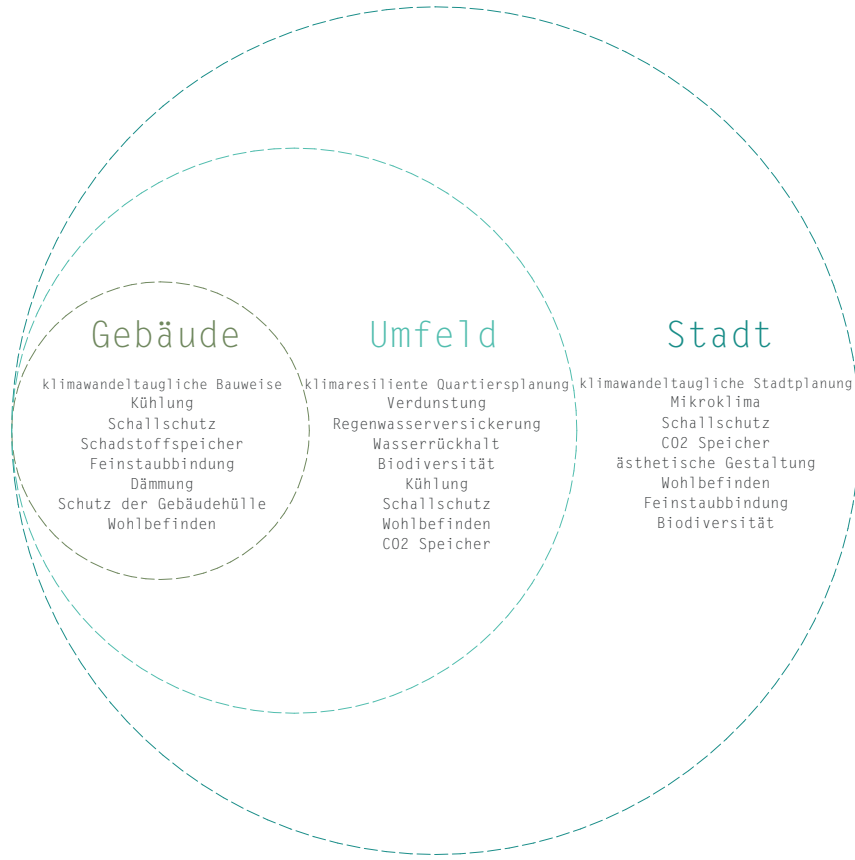 Gebäude
klimawandeltaugliche Bauweise
Kühlung
Schallschutz
Schadstoffspeicher
Feinstaubbindung
Dämmung
Schutz der Gebäudehülle
Wohlbefinden
Umfeld
klimaresiliente Quartiersplanung
Verdunstung
Regenwasserversickerung
Wasserrückhalt
Biodiversität
Kühlung
Schallschutz
Wohlbefinden
CO2 Speicher
Stadt
klimawandeltaugliche Stadtplanung
Mikroklima
Schallschutz
CO2 Speicher
ästhetische Gestaltung
Wohlbefinden
Feinstaubbindung
Biodiversität